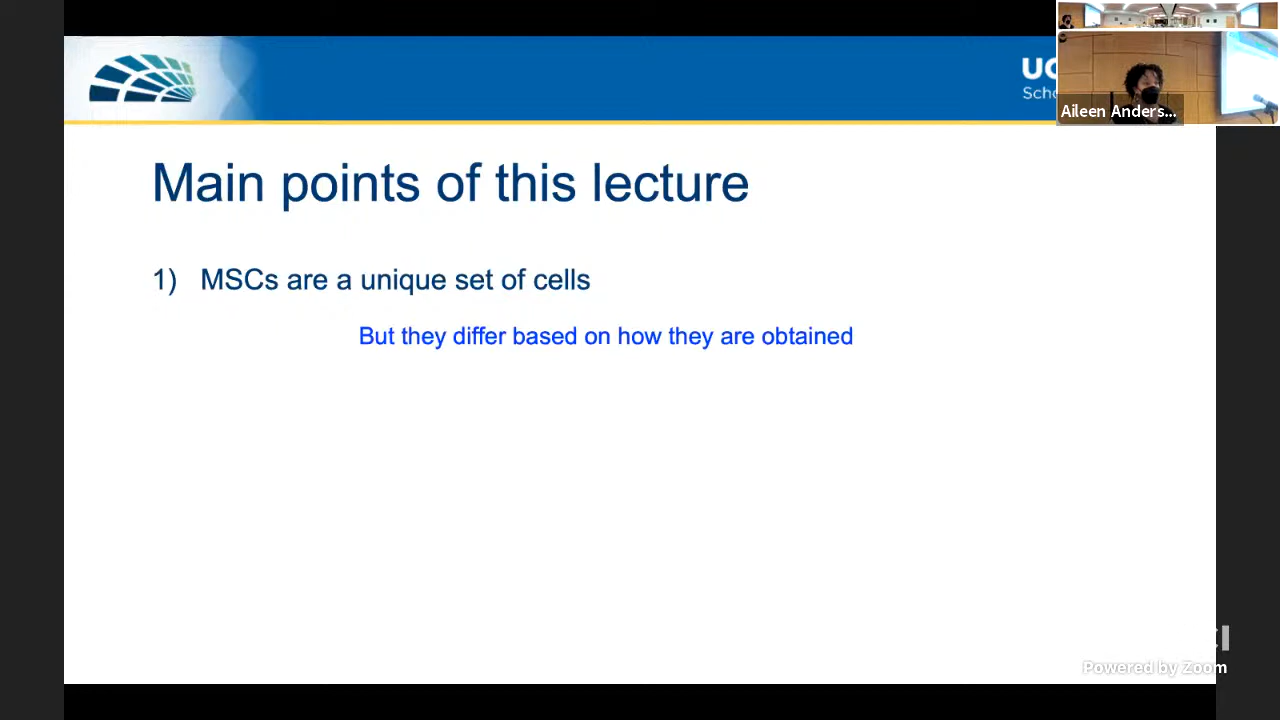 Main points of this lecture
1) MSCs are a unique set of cells
But they differ based on how they are obtained
Aileen Anders...
Powered by Zoom